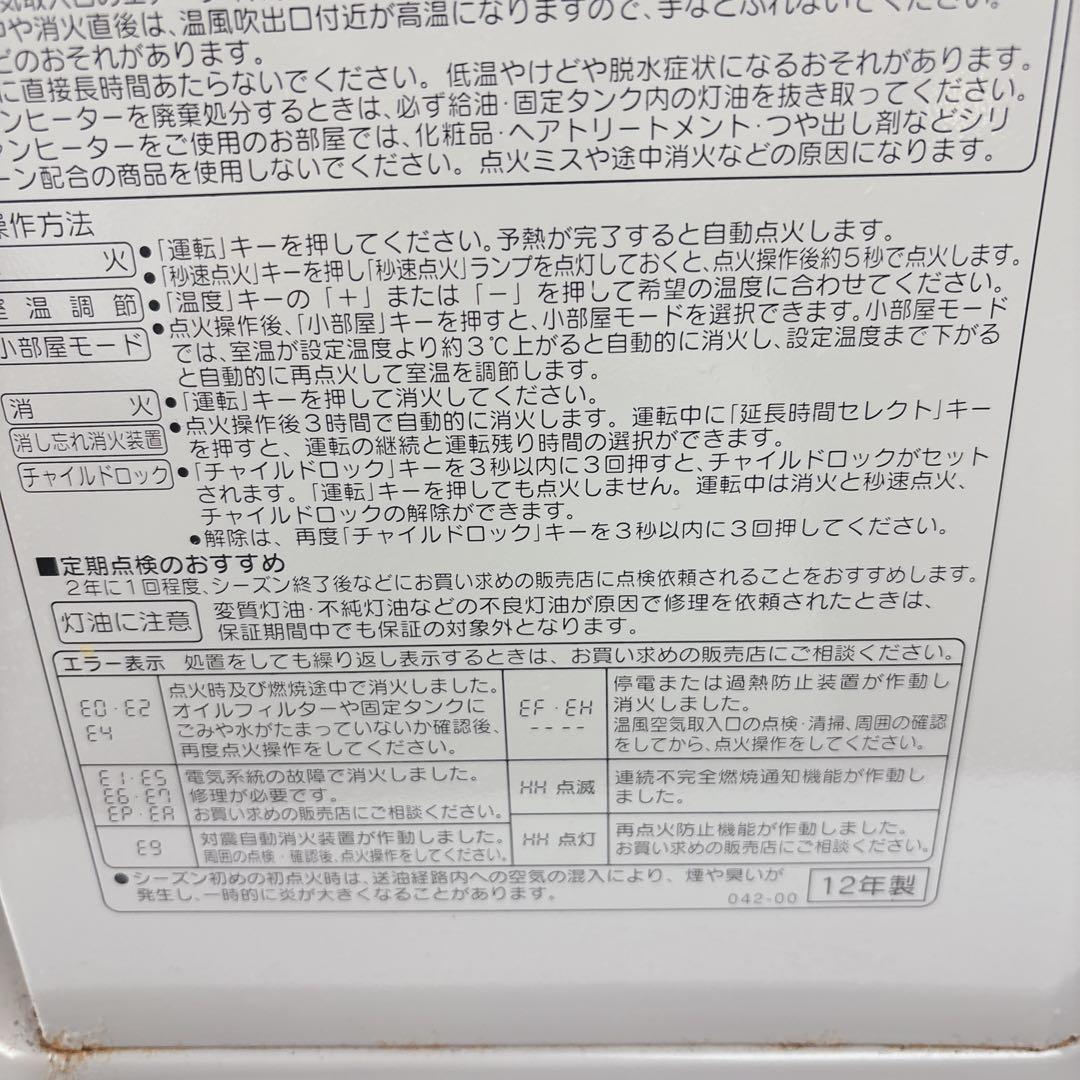 中や消火直後は、温風吹出口付近が高温になりますので、手などふれないでください。
どのおそれがあります。
に直接長時間あたらないでください。低温やけどや脱水症状になるおそれがあります。
ンヒーターを廃棄処分するときは、必ず給油・固定タンク内の灯油を抜き取ってください。
ァンヒーターをご使用のお部屋では、化粧品・ヘアトリートメント・つや出し剤などシリ
ーン配合の商品を使用しないでください。点火ミスや途中消火などの原因になります。
操作方法
火
●「運転」キーを押してください。予熱が完了すると自動点火します。
●「秒速点火」キーを押し「秒速点火」ランプを点灯しておくと、点火操作後約5秒で点火します。
室温調節
●「温度」キーの「+」または「−」を押して希望の温度に合わせてください。
小部屋モード
●点火操作後、「小部屋」キーを押すと、小部屋モードを選択できます。小部屋モード
では、室温が設定温度より約3℃上がると自動的に消火し、設定温度まで下がる
と自動的に再点火して室温を調節します。
消火
●「運転」キーを押して消火してください。
消し忘れ消火装置
●点火操作後3時間で自動的に消火します。運転中に「延長時間セレクト」キー
を押すと、運転の継続と運転残り時間の選択ができます。
チャイルドロック
●「チャイルドロック」キーを3秒以内に3回押すと、チャイルドロックがセット
されます。「運転」キーを押しても点火しません。運転中は消火と秒速点火、
チャイルドロックの解除ができます。
●解除は、再度「チャイルドロック」キーを3秒以内に3回押してください。
■定期点検のおすすめ
2年に1回程度、シーズン終了後などにお買い求めの販売店に点検依頼されることをおすすめします。
灯油に注意
変質灯油・不純灯油などの不良灯油が原因で修理を依頼されたときは、
保証期間中でも保証の対象外となります。
エラー表示 処置をしても繰り返し表示するときは、お買い求めの販売店にご相談ください。
E0・E2
E4
点火時及び燃焼途中で消火しました。
オイルフィルターや固定タンクに
ごみや水がたまっていないか確認後、
再度点火操作をしてください。
EF・EH
----
停電または過熱防止装置が作動し
消火しました。
温風空気取入口の点検・清掃、周囲の確認
をしてから、点火操作をしてください。
E1・E5
E6・E7
EP・EA
電気系統の故障で消火しました。
修理が必要です。
お買い求めの販売店にご相談ください。
HH 点滅
連続不完全燃焼通知機能が作動し
ました。
E9
対震自動消火装置が作動しました。
周囲の点検・確認後、点火操作をしてください。
HH 点灯
再点火防止機能が作動しました。
お買い求めの販売店にご相談ください。
●シーズン初めの初点火時は、送油経路内への空気の混入により、煙や臭いが
発生し、一時的に炎が大きくなることがあります。
042-00
12年製